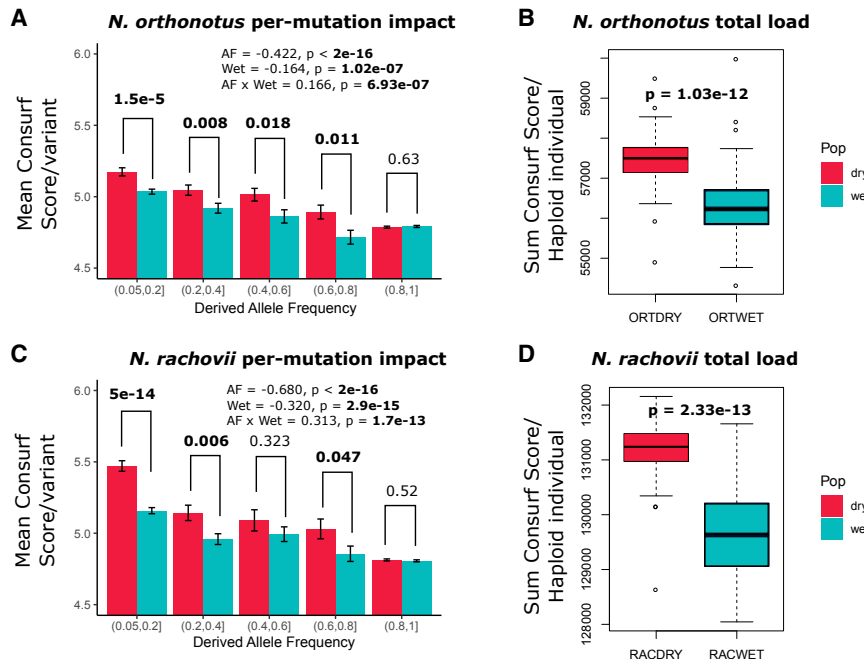 A
N. orthonotus per-mutation impact
AF = -0.422, p < 2e-16
Wet = -0.164, p = 1.02e-07
AF x Wet = 0.166, p = 6.93e-07
1.5e-5
0.008
0.018
0.011
0.63
Mean Consurf
Score/variant
6.0
5.5
5.0
4.5
(0.05,0.2]
(0.2,0.4]
(0.4,0.6]
(0.6,0.8]
(0.8,1]
Derived Allele Frequency
B
N. orthonotus total load
p = 1.03e-12
Sum Consurf Score/
Haploid individual
59000
57000
55000
ORTDRY
ORTWET
Pop
dry
we
C
N. rachovii per-mutation impact
AF = -0.680, p < 2e-16
Wet = -0.320, p = 2.9e-15
AF x Wet = 0.313, p = 1.7e-13
5e-14
0.006
0.323
0.047
0.52
Mean Consurf
Score/variant
6.0
5.5
5.0
4.5
(0.05,0.2]
(0.2,0.4]
(0.4,0.6]
(0.6,0.8]
(0.8,1]
Derived Allele Frequency
D
N. rachovii total load
p = 2.33e-13
Sum Consurf Score/
Haploid individual
132000
131000
130000
129000
128000
RACDRY
RACWET
Pop
dry
we